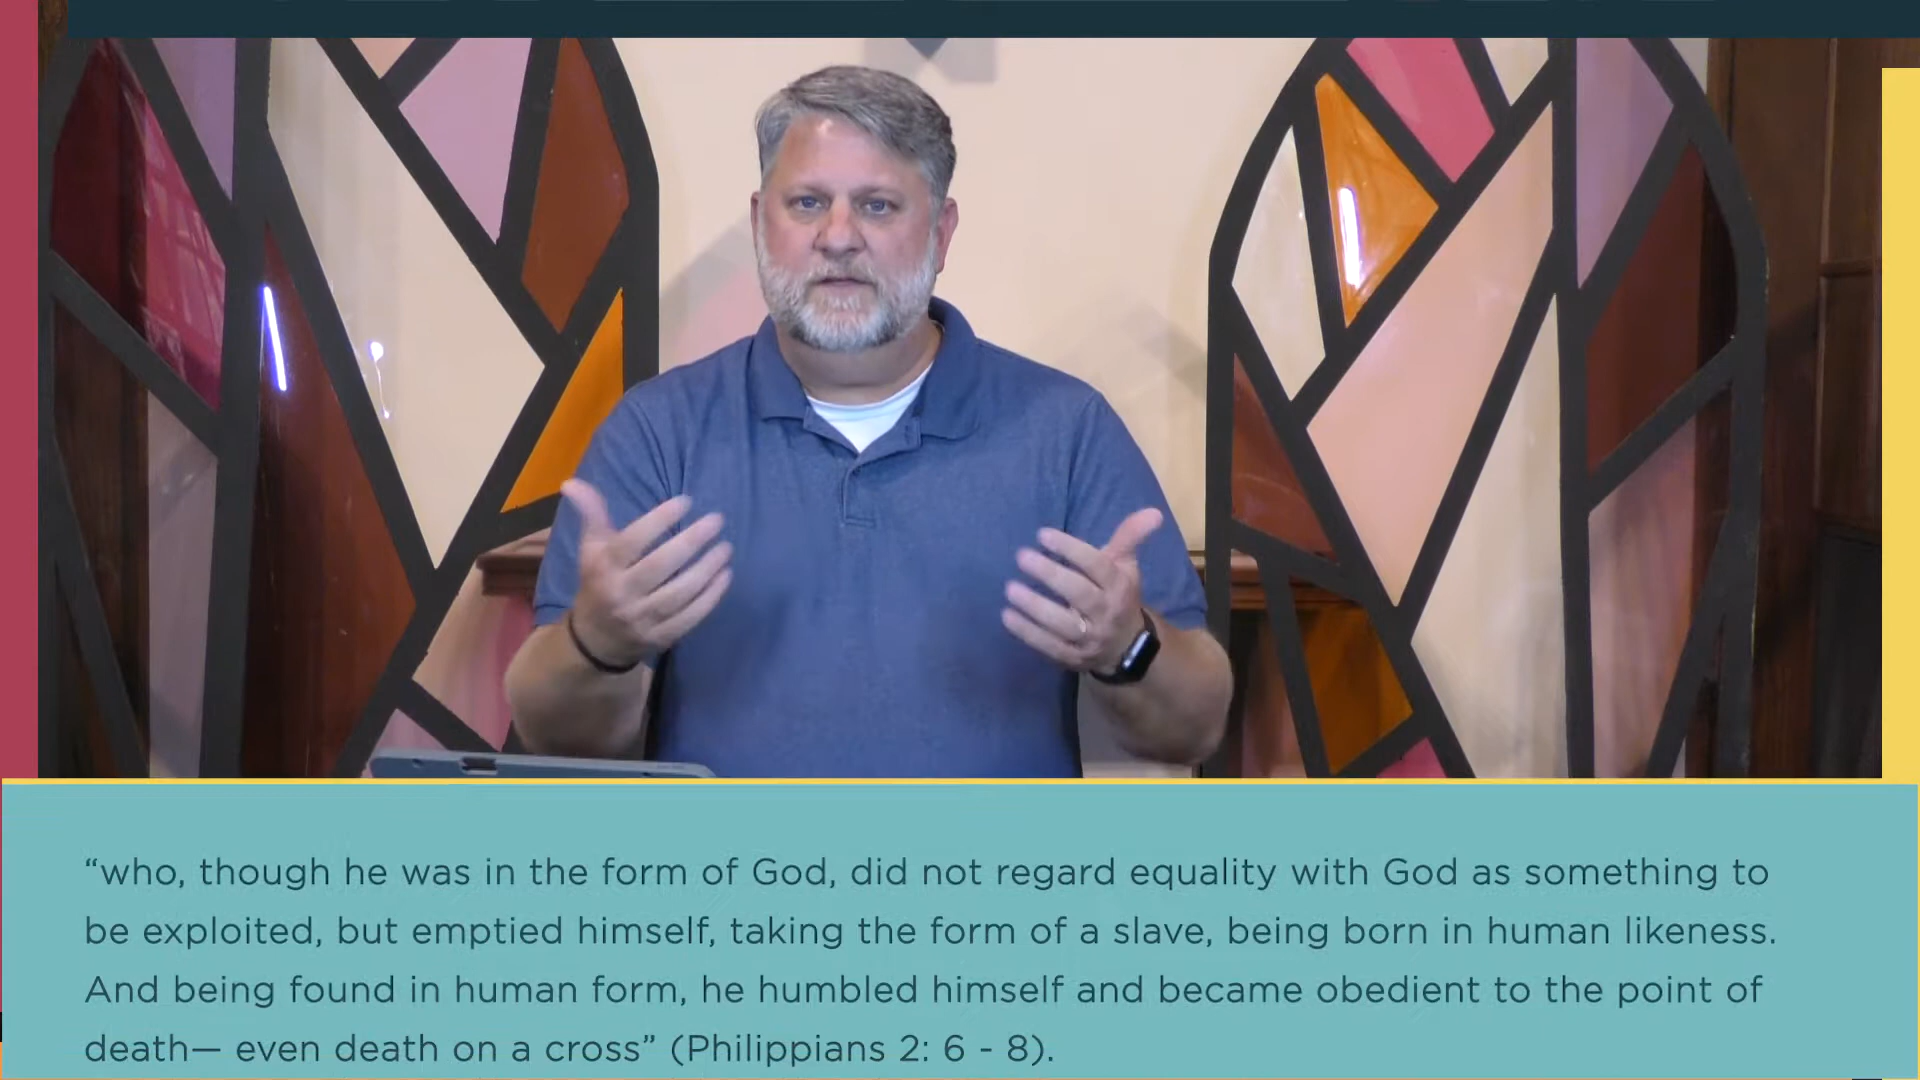 “who, though he was in the form of God, did not regard equality with God as something to
be exploited, but emptied himself, taking the form of a slave, being born in human likeness.
And being found in human form, he humbled himself and became obedient to the point of
death— even death on a cross” (Philippians 2: 6 - 8).